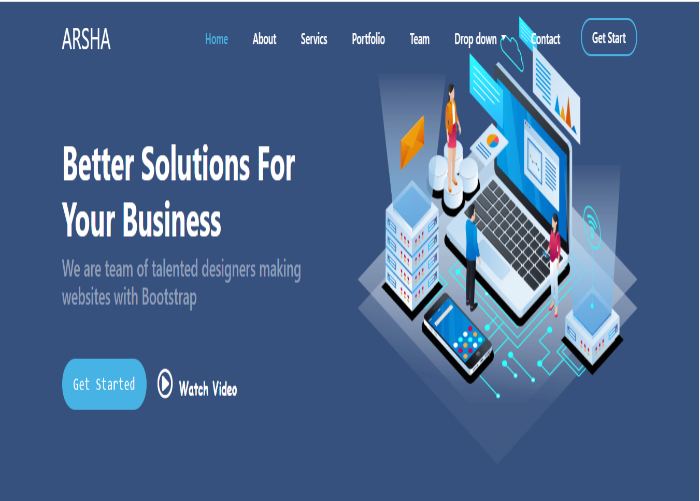 ARSHA
Home About Servics Portfolio Team Drop down Contact Get Start
Better Solutions For
Your Business
We are team of talented designers making
websites with Bootstrap
Get Started Watch Video